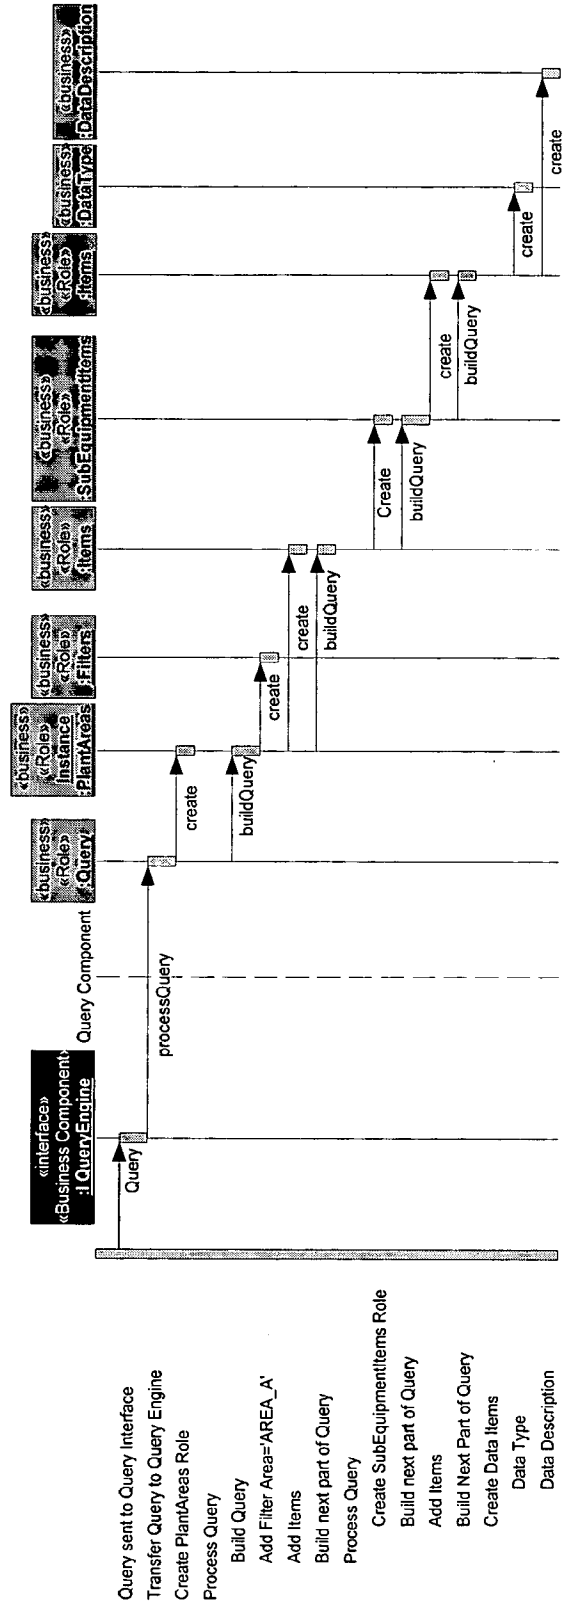 Query sent to Query Interface
Transfer Query to Query Engine
Create PlantAreas Role
Process Query
Build Query
Add Filter Area='AREA_A'
Add Items
Build next part of Query
Process Query
Create SubEquipmentItems Role
Build next part of Query
Add Items
Build Next Part of Query
Create Data Items
Data Type
Data Description
«interface»
«Business Component»
:I QueryEngine
Query Component
«business»
«Role»
:Query
«business»
«Role»
Instance
:PlantAreas
«business»
«Role»
:Filters
«business»
«Role»
:Items
«business»
«Role»
:SubEquipmentItems
«business»
«Role»
:Items
«business»
:DataType
«business»
:DataDescription
Query
processQuery
create
buildQuery
create
create
buildQuery
Create
buildQuery
create
buildQuery
create
create